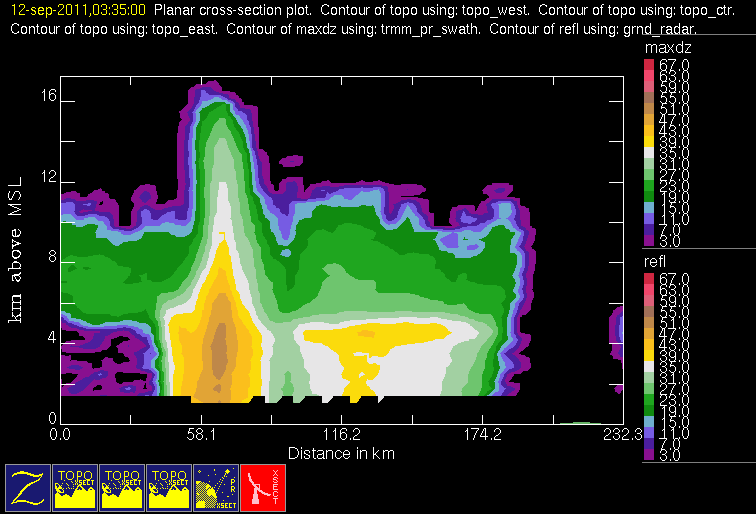 12-sep-2011,03:35:00 Planar cross-section plot. Contour of topo using: topo_west. Contour of topo using: topo_ctr.
Contour of topo using: topo_east. Contour of maxdz using: trmm_pr_swath. Contour of refl using: grnd_radar.
maxdz
67.0
63.0
59.0
55.0
51.0
47.0
43.0
39.0
35.0
31.0
27.0
23.0
19.0
15.0
11.0
7.0
3.0
refl
67.0
63.0
59.0
55.0
51.0
47.0
43.0
39.0
35.0
31.0
27.0
23.0
19.0
15.0
11.0
7.0
3.0
km above MSL
16
12
8
4
0
0.0 58.1 116.2 174.2 232.3
Distance in km
Z
TOPO
XSECT
TOPO
XSECT
TOPO
XSECT
PR
XSECT
XSECT